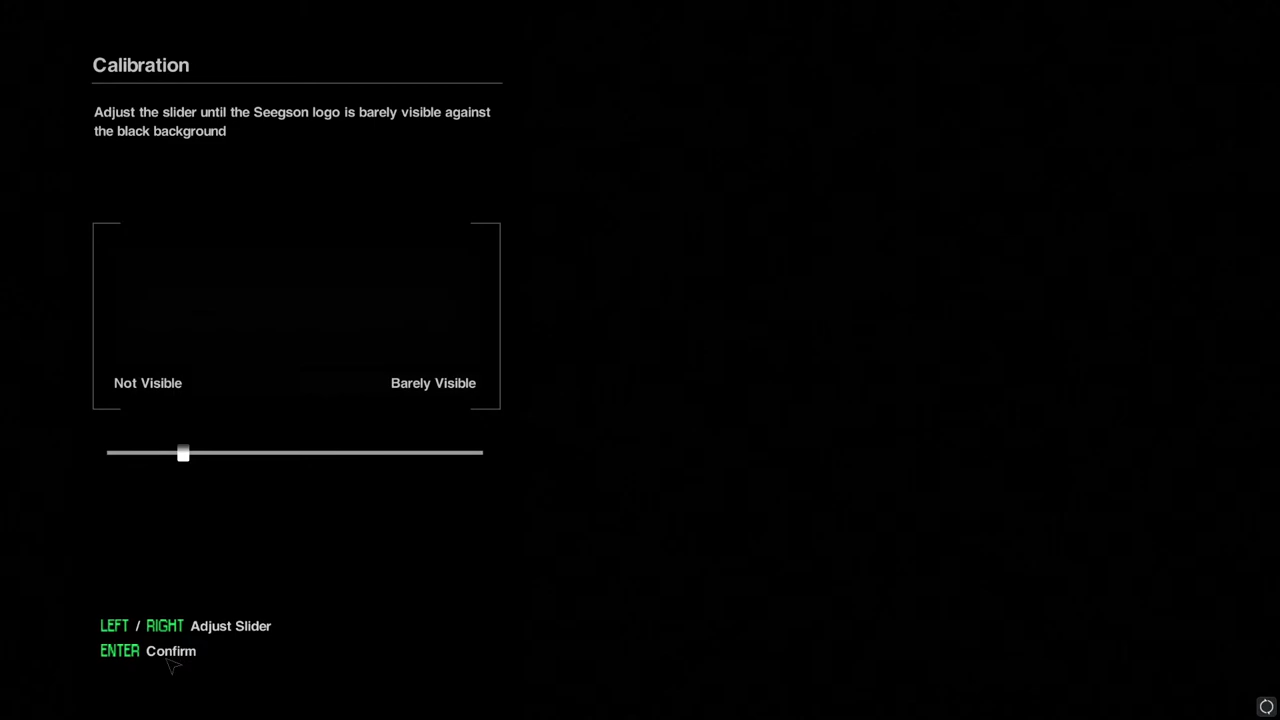 Calibration
Adjust the slider until the Seegson logo is barely visible against
the black background
Not Visible Barely Visible
LEFT / RIGHT Adjust Slider
ENTER Confirm